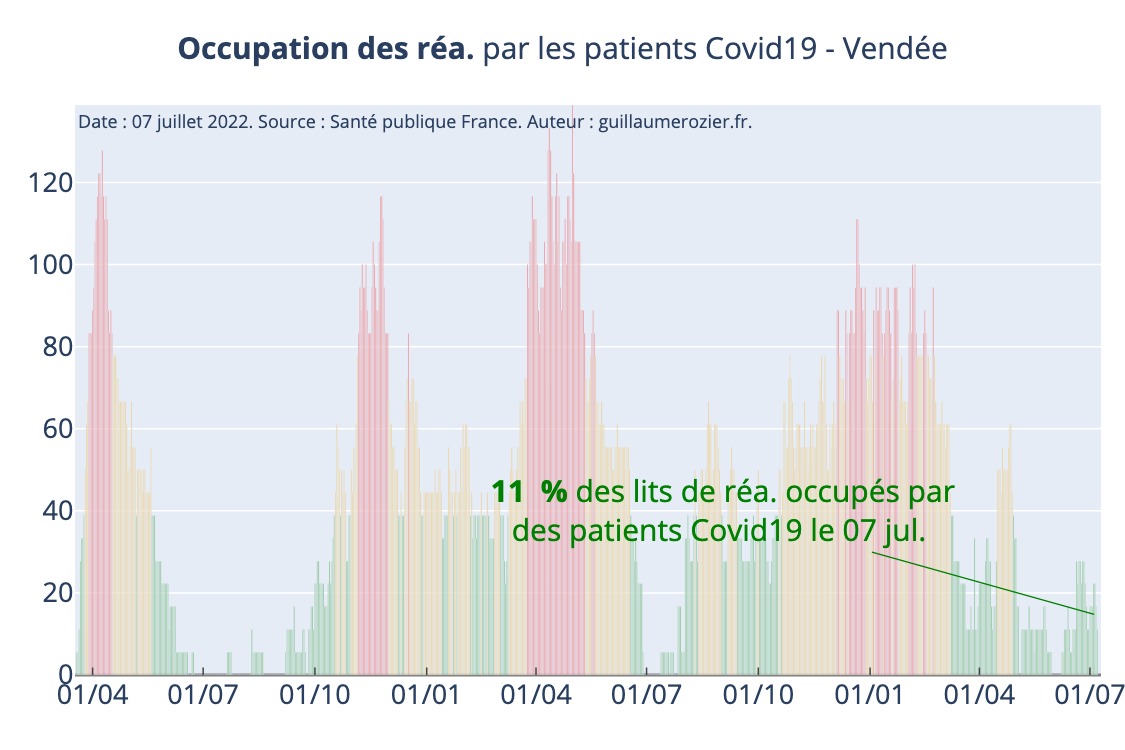 Occupation des réa. par les patients Covid19 - Vendée
Date : 07 juillet 2022. Source : Santé publique France. Auteur : guillaumerozier.fr.
120
100
80
60
40
20
0
11 % des lits de réa. occupés par
des patients Covid19 le 07 jul.
01/04 01/07 01/10 01/01 01/04 01/07 01/10 01/01 01/04 01/07